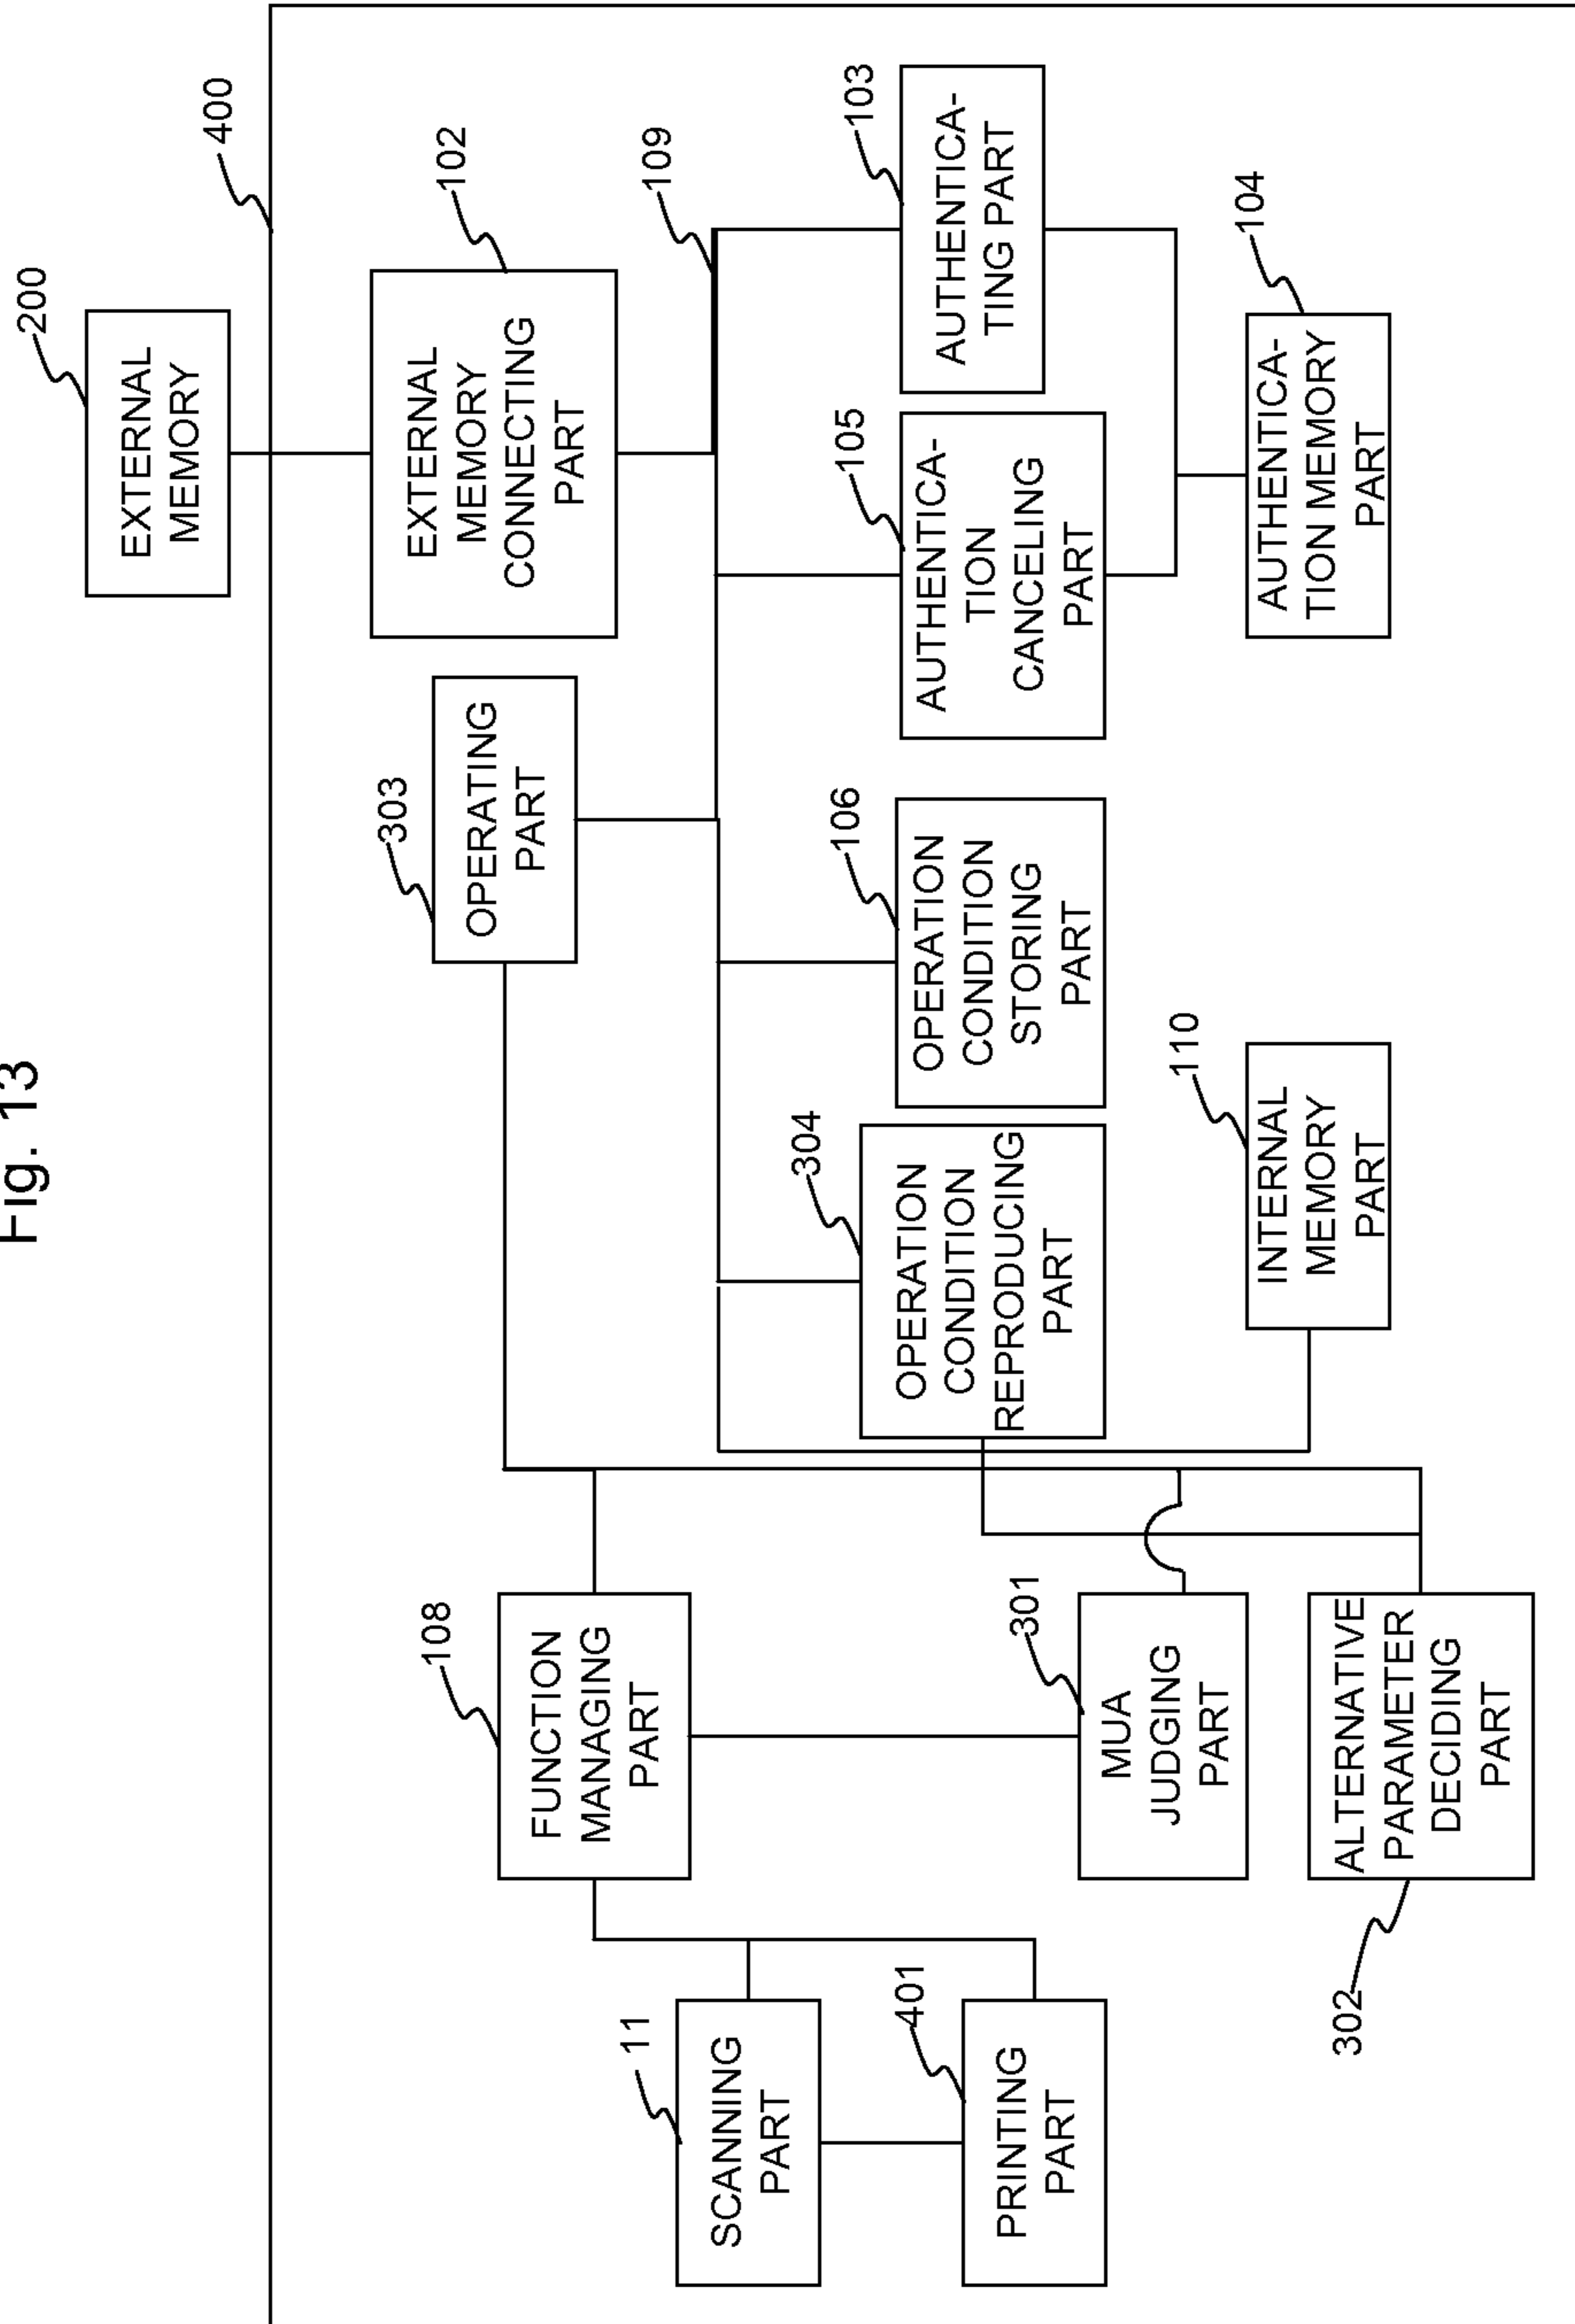 Fig. 13
200
EXTERNAL
MEMORY
400
EXTERNAL
MEMORY
CONNECTING
PART
102
303
OPERATING
PART
109
108
FUNCTION
MANAGING
PART
11
SCANNING
PART
401
PRINTING
PART
301
MUA
JUDGING
PART
302
ALTERNATIVE
PARAMETER
DECIDING
PART
304
OPERATION
CONDITION
REPRODUCING
PART
106
OPERATION
CONDITION
STORING
PART
105
AUTHENTICA-
TION
CANCELING
PART
103
AUTHENTICA-
TING PART
110
INTERNAL
MEMORY
PART
104
AUTHENTICA-
TION MEMORY
PART